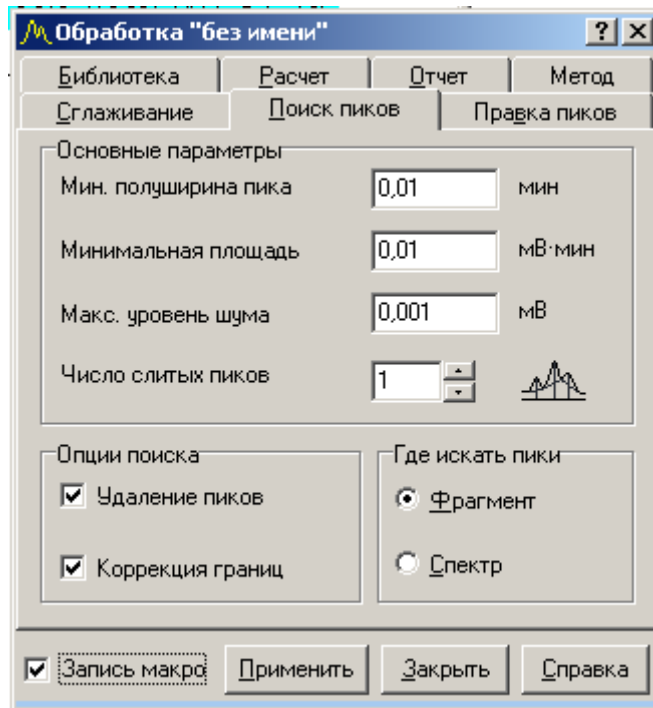 Обработка "без имени"
Библиотека Расчет Отчет Метод
Сглаживание Поиск пиков Правка пиков
Основные параметры
Мин. полуширина пика 0,01 мин
Минимальная площадь 0,01 мВ·мин
Макс. уровень шума 0,001 мВ
Число слитых пиков 1
Опции поиска
Удаление пиков
Коррекция границ
Где искать пики
Фрагмент
Спектр
Запись макро Применить Закрыть Справка